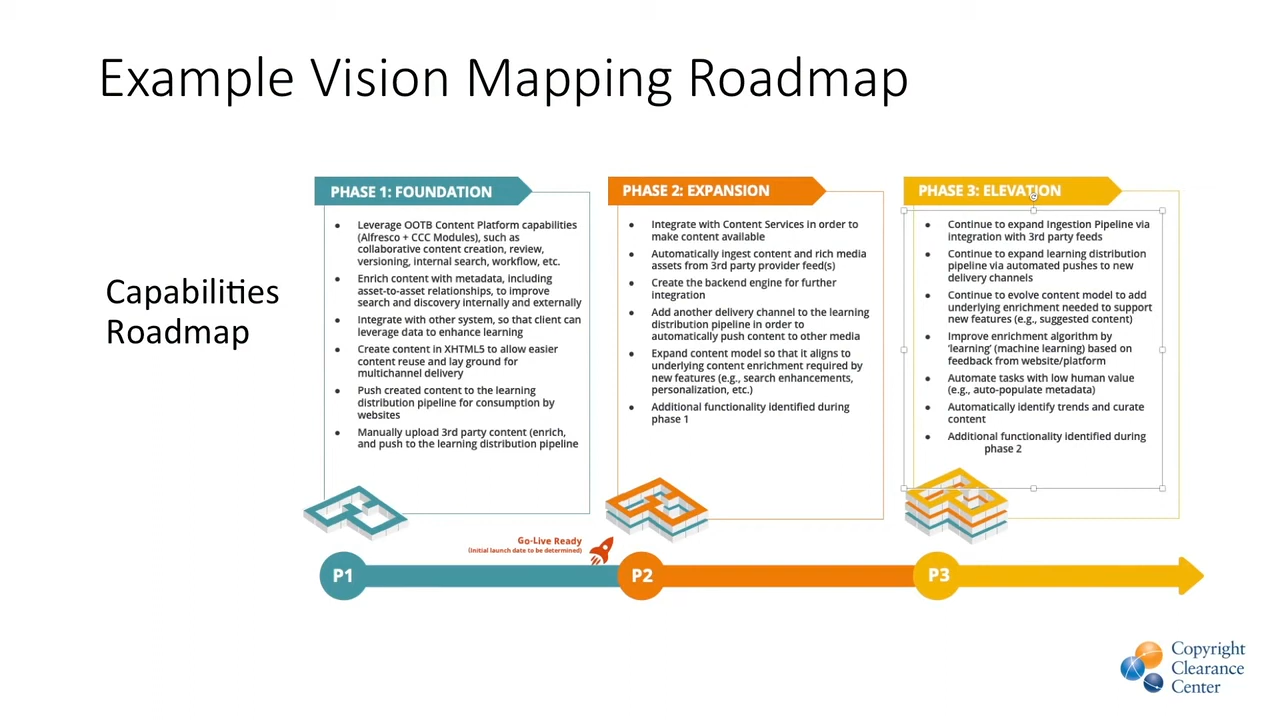 Example Vision Mapping Roadmap
Capabilities
Roadmap
PHASE 1: FOUNDATION
• Leverage OOTB Content Platform capabilities
(Alfresco + CCC Modules), such as
collaborative content creation, review,
versioning, internal search, workflow, etc.
• Enrich content with metadata, including
asset-to-asset relationships, to improve
search and discovery internally and externally
• Integrate with other system, so that client can
leverage data to enhance learning
• Create content in XHTML5 to allow easier
content reuse and lay ground for
multichannel delivery
• Push created content to the learning
distribution pipeline for consumption by
websites
• Manually upload 3rd party content (enrich,
and push to the learning distribution pipeline
PHASE 2: EXPANSION
• Integrate with Content Services in order to
make content available
• Automatically ingest content and rich media
assets from 3rd party provider feed(s)
• Create the backend engine for further
integration
• Add another delivery channel to the learning
distribution pipeline in order to
automatically push content to other media
• Expand content model so that it aligns to
underlying content enrichment required by
new features (e.g., search enhancements,
personalization, etc.)
• Additional functionality identified during
phase 1
PHASE 3: ELEVATION
• Continue to expand Ingestion Pipeline via
integration with 3rd party feeds
• Continue to expand learning distribution
pipeline via automated pushes to new
delivery channels
• Continue to evolve content model to add
underlying enrichment needed to support
new features (e.g., suggested content)
• Improve enrichment algorithm by
‘learning’ (machine learning) based on
feedback from website/platform
• Automate tasks with low human value
(e.g., auto-populate metadata)
• Automatically identify trends and curate
content
• Additional functionality identified during
phase 2
Go-Live Ready
(Initial launch date to be determined)
P1
P2
P3
Copyright
Clearance
Center